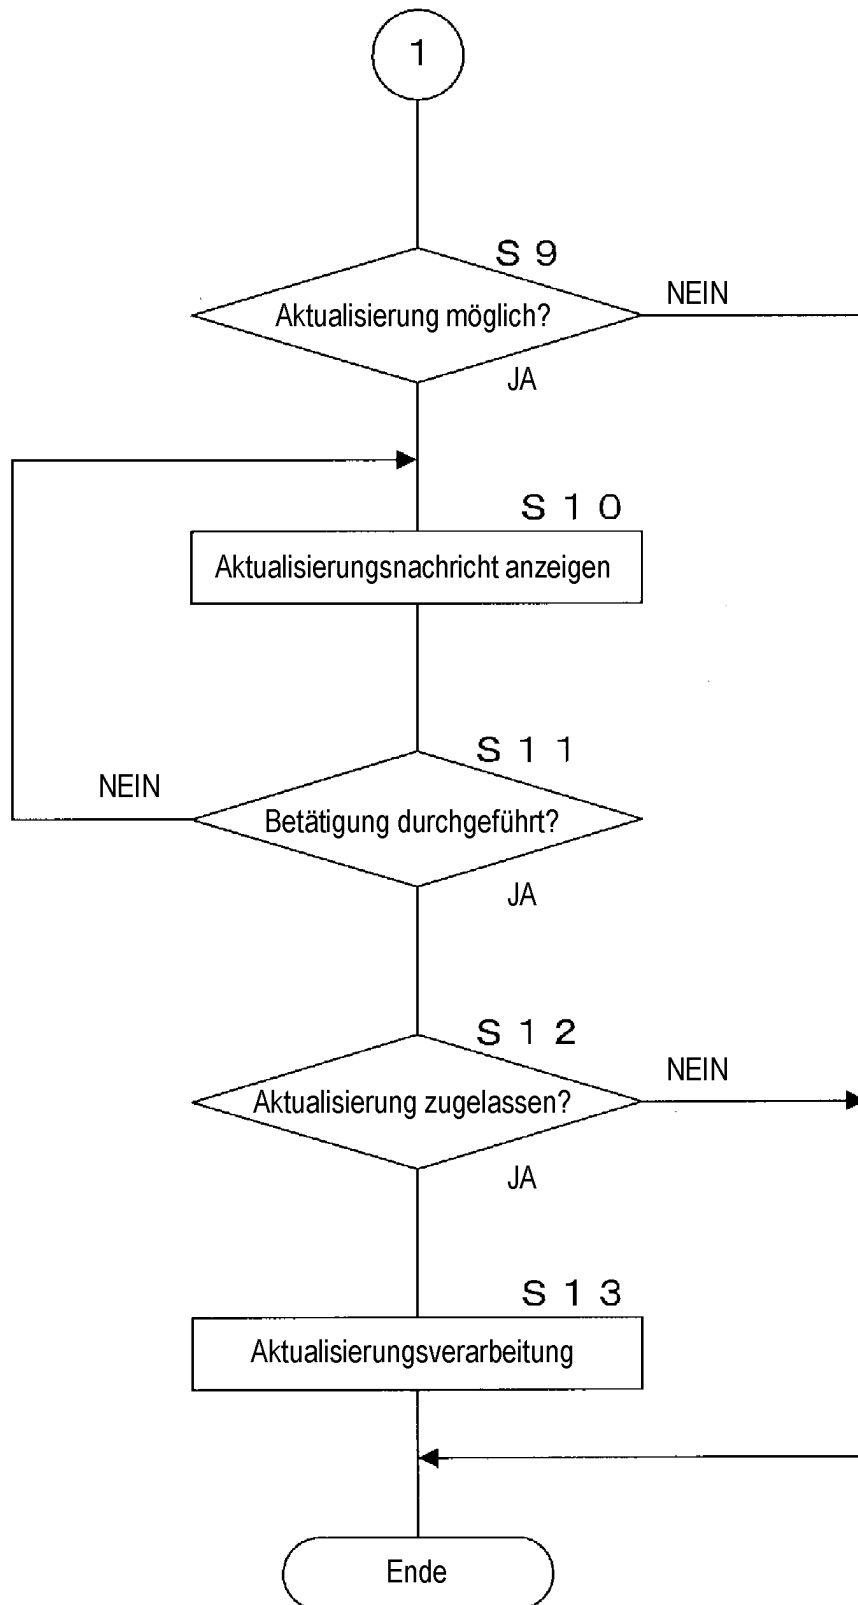 1
S 9
Aktualisierung möglich?
NEIN
JA
S 1 0
Aktualisierungsnachricht anzeigen
S 1 1
NEIN
Betätigung durchgeführt?
JA
S 1 2
NEIN
Aktualisierung zugelassen?
JA
S 1 3
Aktualisierungsverarbeitung
Ende